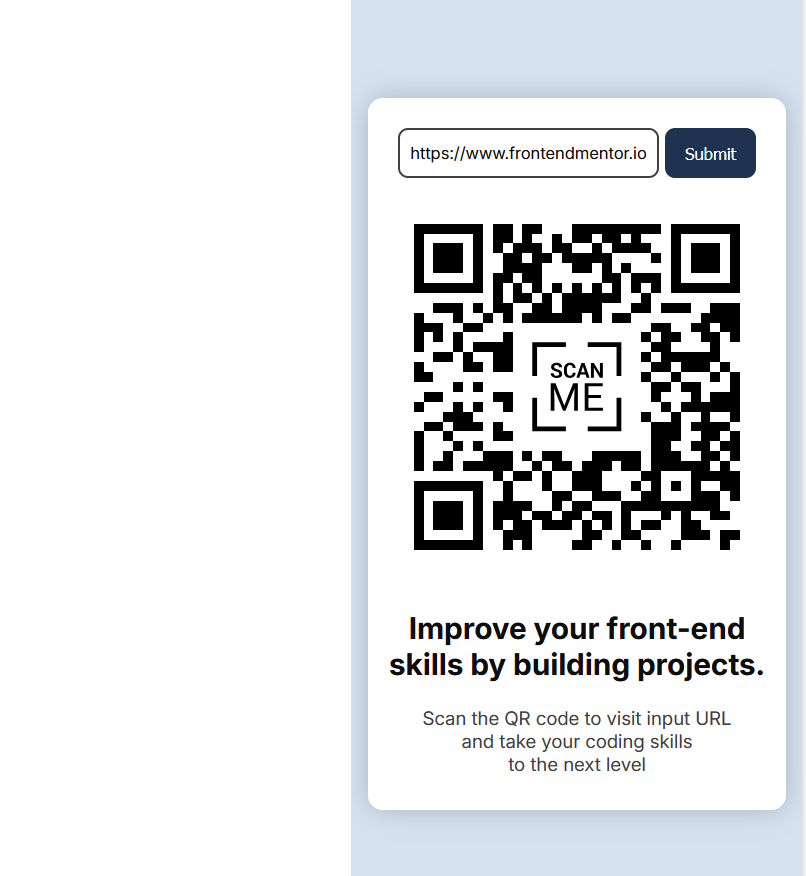 https://www.frontendmentor.io Submit
SCAN
ME
Improve your front-end
skills by building projects.
Scan the QR code to visit input URL
and take your coding skills
to the next level